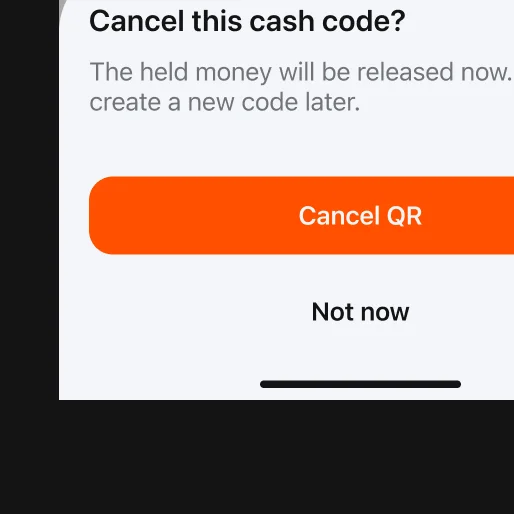 Cancel this cash code?
The held money will be released now.
create a new code later.
Cancel QR
Not now